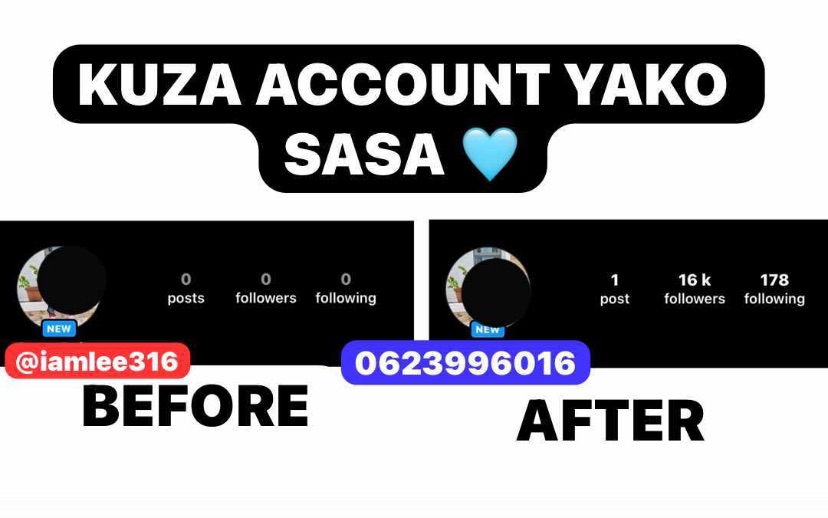 KUZA ACCOUNT YAKO
SASA 🩵
0 0 0
posts followers following
NEW
@iamlee316
BEFORE
1 16 k 178
post followers following
NEW
0623996016
AFTER